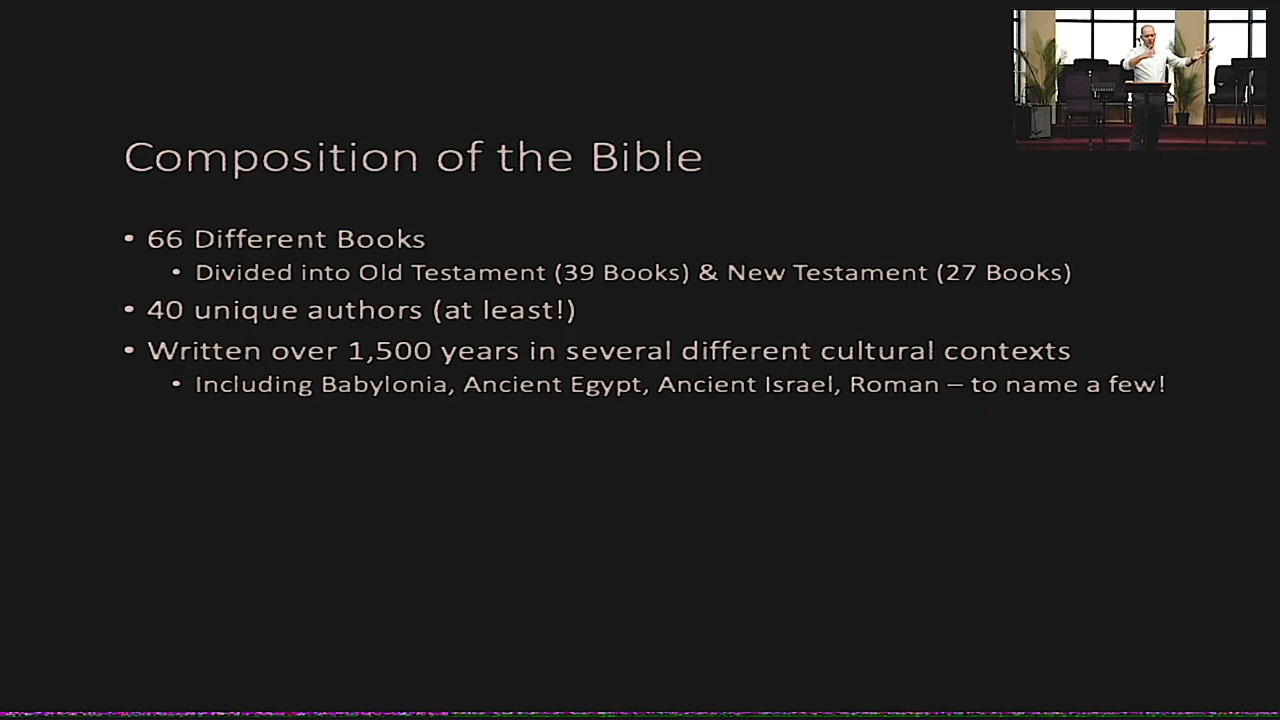 Composition of the Bible
• 66 Different Books
• Divided into Old Testament (39 Books) & New Testament (27 Books)
• 40 unique authors (at least!)
• Written over 1,500 years in several different cultural contexts
• Including Babylonia, Ancient Egypt, Ancient Israel, Roman – to name a few!